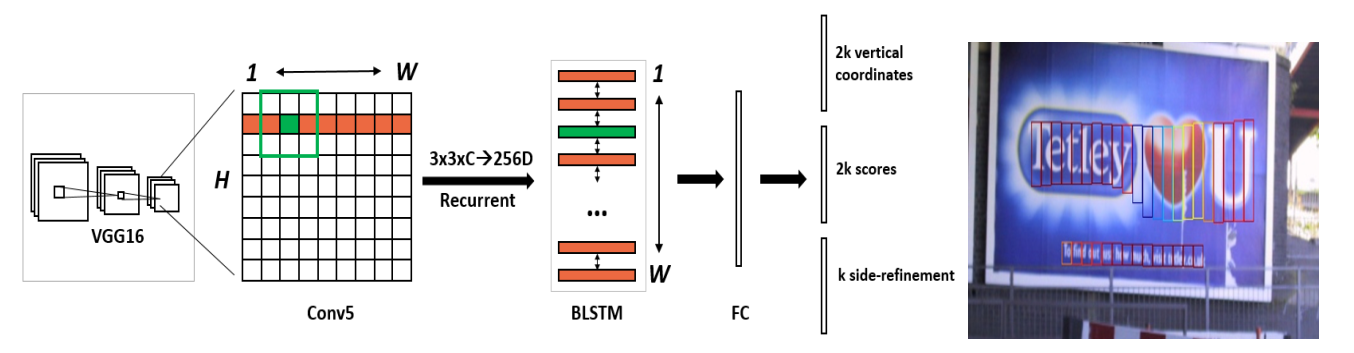 VGG16
1
W
H
Conv5
3x3xC→256D
Recurrent
1
...
W
BLSTM
FC
2k vertical
coordinates
2k scores
k side-refinement
Tetley
U